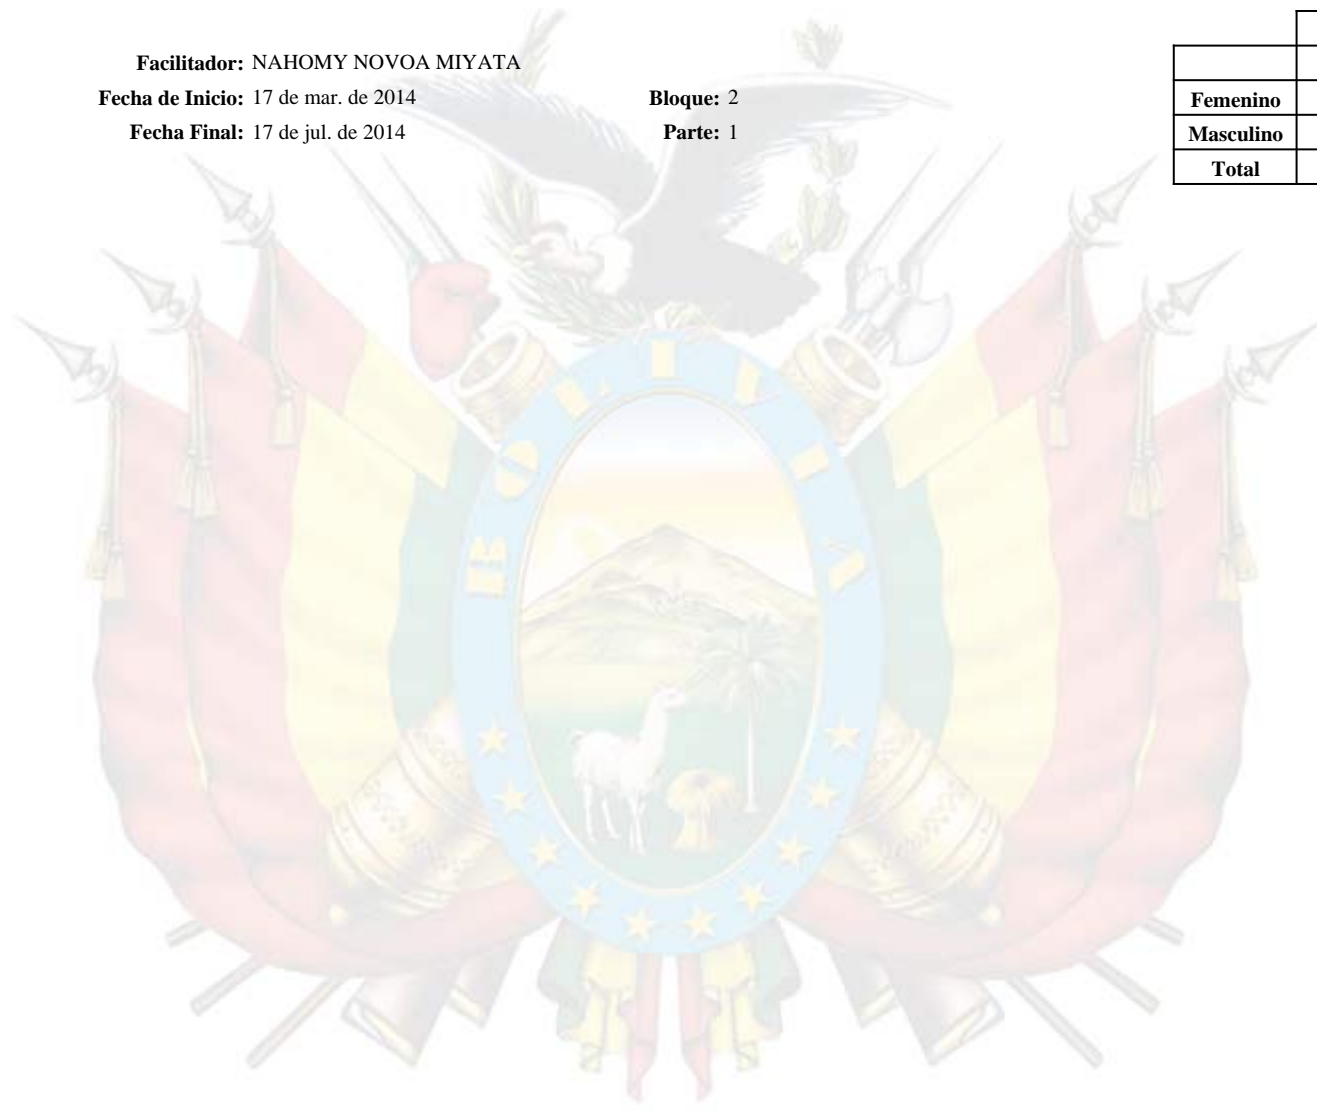 Facilitador: NAHOMY NOVOA MIYATA
Fecha de Inicio: 17 de mar. de 2014 Bloque: 2
Fecha Final: 17 de jul. de 2014 Parte: 1
Femenino
Masculino
Total
BOLIVIA